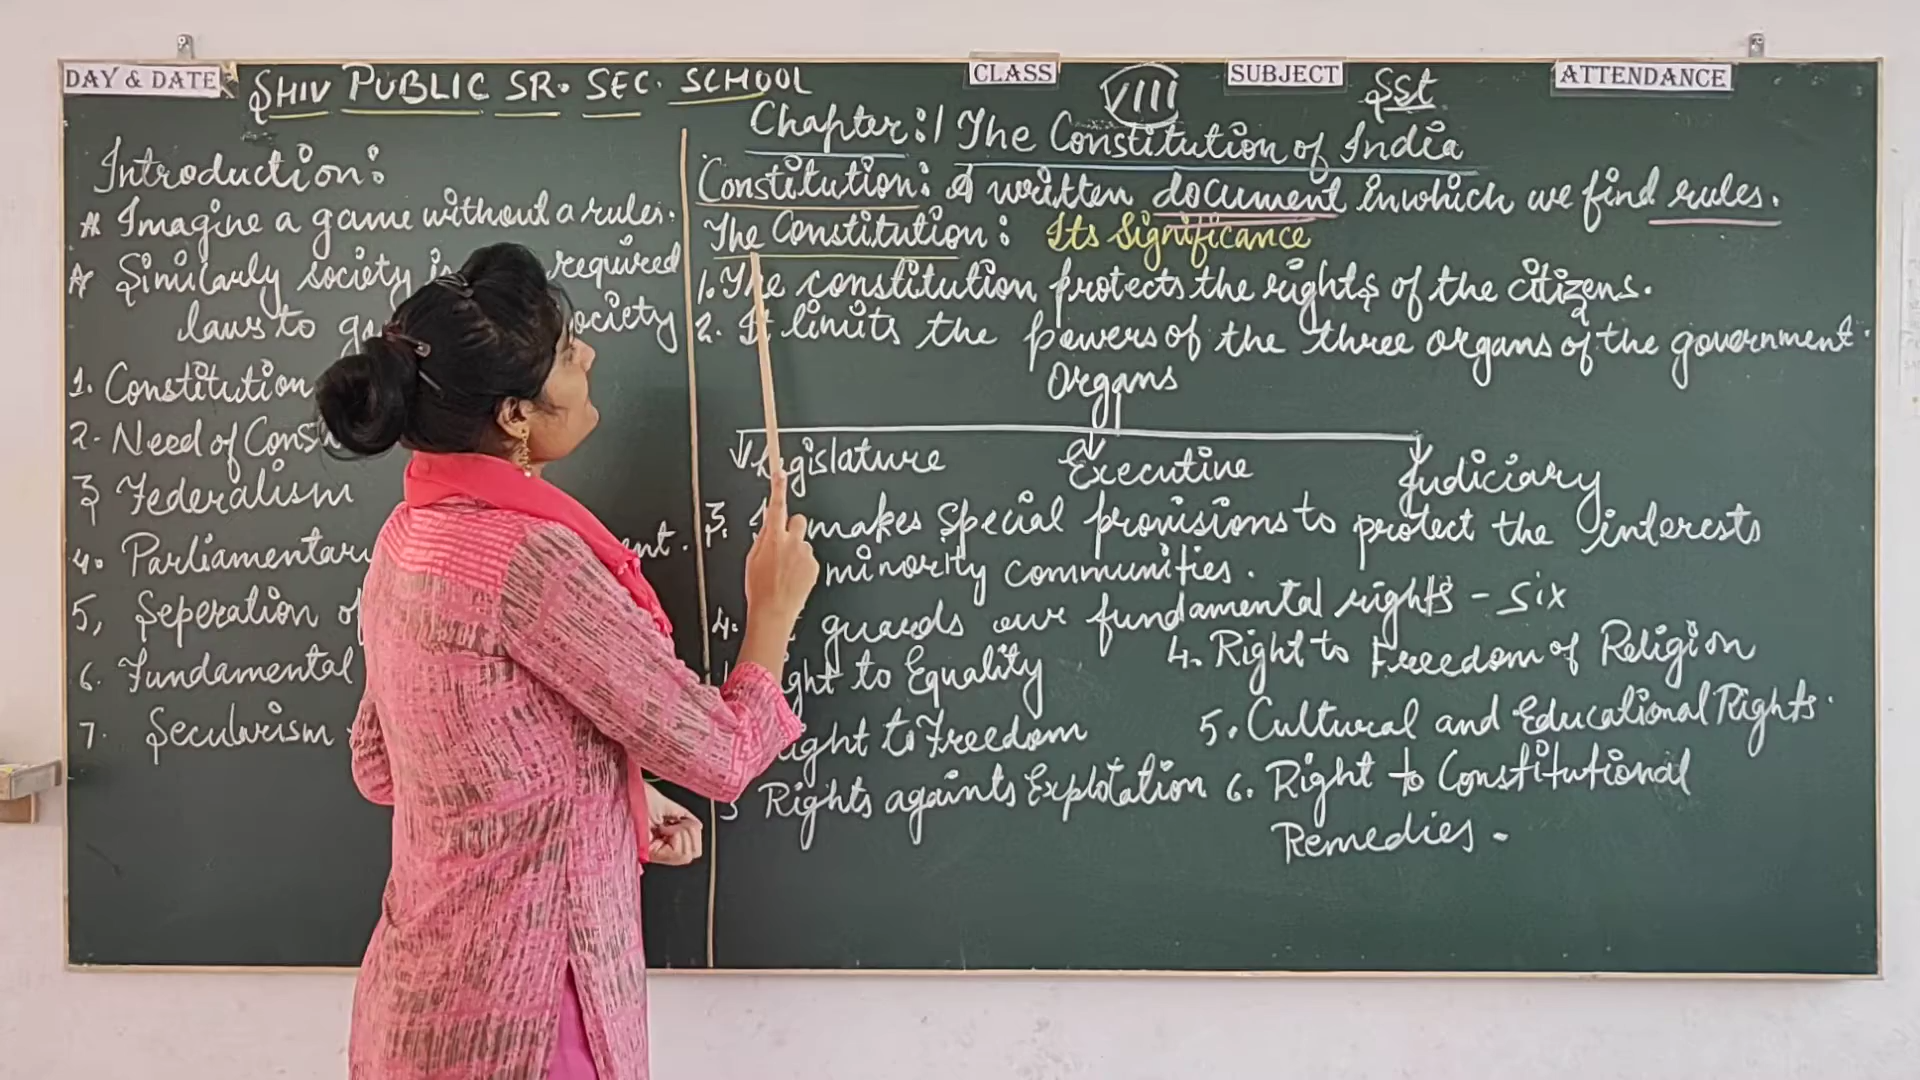 DAY & DATE
SHIV PUBLIC SR. SEC. SCHOOL
CLASS
VIII
SUBJECT
SSt
ATTENDANCE
Introduction:
Imagine a game without a rules.
Similarly society is required
laws to society
1. Constitution
2. Need of
3 Federalism
4.
5, Seperation of
6. Fundamental
7. Secularism
Chapter:1 The Constitution of India
Constitution: A written document in which we find rules.
The Constitution: Its Significance
1. The constitution protects the rights of the citizens.
2. It limits the powers of the three organs of the government.
Organs
Legislature Executive Judiciary
3. makes special provisions to protect the interests
minority communities.
4. guards our fundamental rights - six
Right to Equality
Right to Freedom
3 Rights againts Explotation
4. Right to Freedom of Religion
5. Cultural and Educational Rights.
6. Right to Constitutional
Remedies.